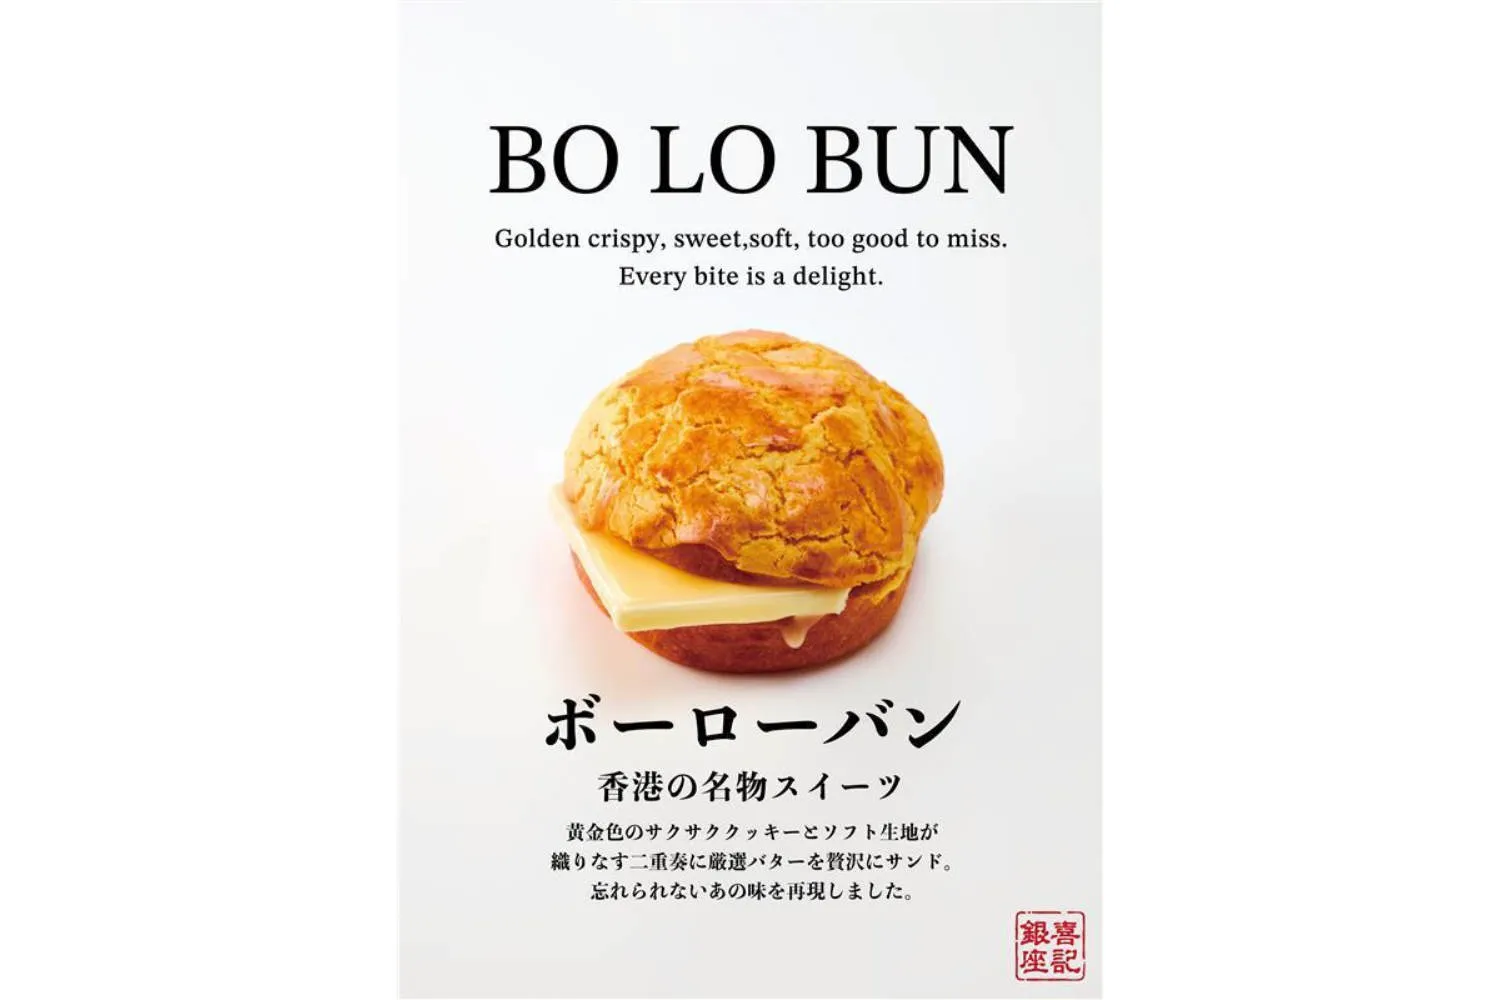 BO LO BUN
Golden crispy, sweet,soft, too good to miss.
Every bite is a delight.
ボーローバン
香港の名物スイーツ
黄金色のサクサククッキーとソフト生地が
織りなす二重奏に厳選バターを贅沢にサンド。
忘れられないあの味を再現しました。
喜記
銀座